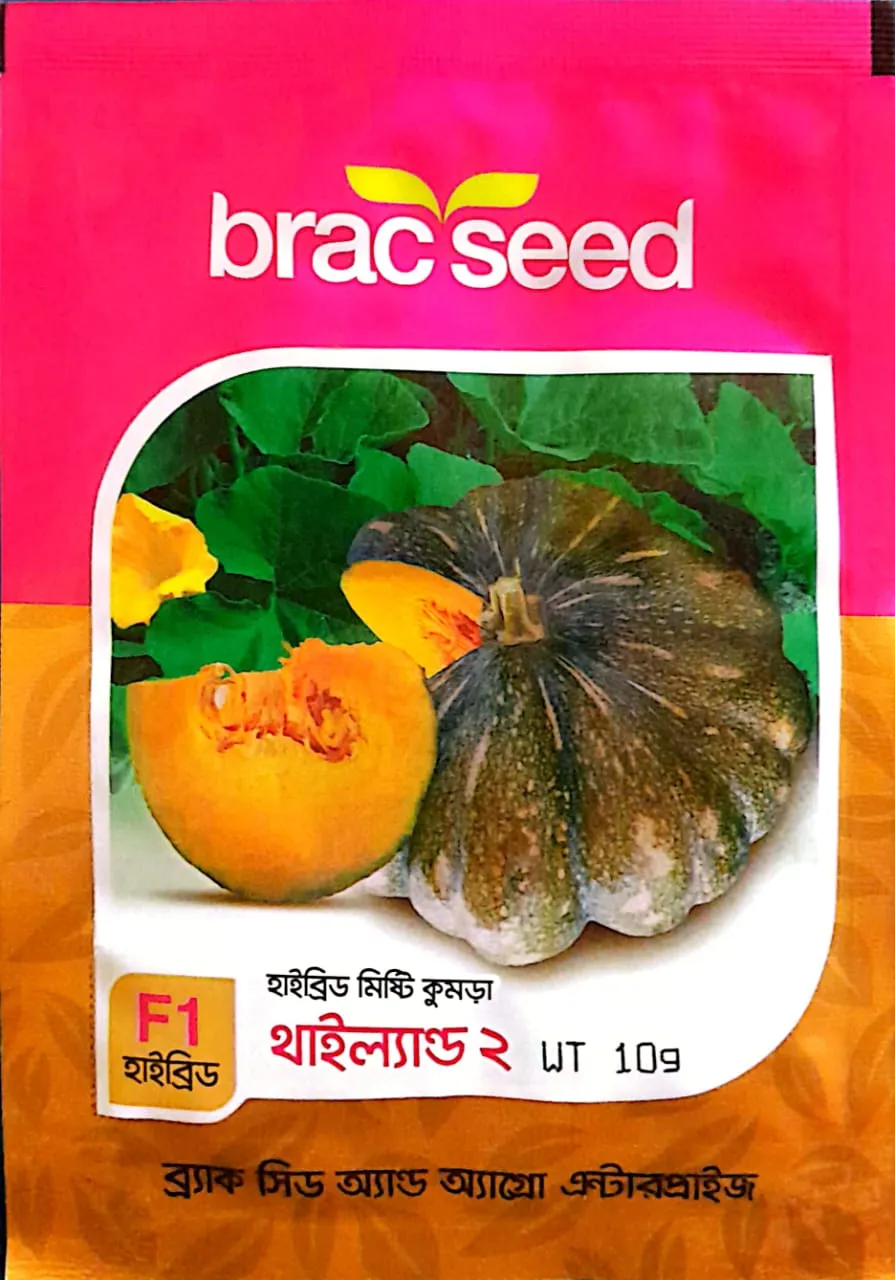 brac seed
হাইব্রিড মিষ্টি কুমড়া
থাইল্যান্ড ২ WT 10g
F1
হাইব্রিড
ব্র্যাক সিড অ্যান্ড অ্যাগ্রো এন্টারপ্রাইজ